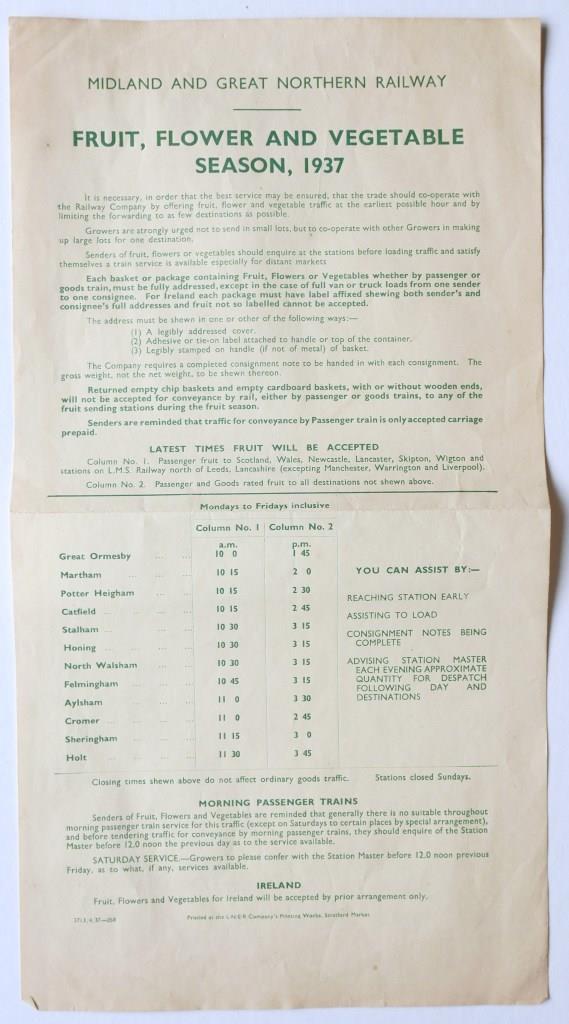 MIDLAND AND GREAT NORTHERN RAILWAY
FRUIT, FLOWER AND VEGETABLE
SEASON, 1937
It is necessary, in order that the best service may be ensured, that the trade should co-operate with
the Railway Company by offering fruit, flower and vegetable traffic at the earliest possible hour and by
limiting the forwarding to as few destinations as possible.
Growers are strongly urged not to send in small lots, but to co-operate with other Growers in making
up large lots for one destination.
Senders of fruit, flowers or vegetables should enquire at the stations before loading traffic and satisfy
themselves a train service is available especially for distant markets
Each basket or package containing Fruit, Flowers or Vegetables whether by passenger or
goods train, must be fully addressed, except in the case of full van or truck loads from one sender
to one consignee. For Ireland each package must have label affixed shewing both sender's and
consignee's full addresses and fruit not so labelled cannot be accepted.
The address must be shewn in one or other of the following ways:—
(1) A legibly addressed cover.
(2) Adhesive or tie-on label attached to handle or top of the container.
(3) Legibly stamped on handle (if not of metal) of basket.
The Company requires a completed consignment note to be handed in with each consignment. The
gross weight, not the net weight, to be shewn thereon.
Returned empty chip baskets and empty cardboard baskets, with or without wooden ends,
will not be accepted for conveyance by rail, either by passenger or goods trains, to any of the
fruit sending stations during the fruit season.
Senders are reminded that traffic for conveyance by Passenger train is only accepted carriage
prepaid.
LATEST TIMES FRUIT WILL BE ACCEPTED
Column No. 1. Passenger fruit to Scotland, Wales, Newcastle, Lancaster, Skipton, Wigton and
stations on L.M.S. Railway north of Leeds, Lancashire (excepting Manchester, Warrington and Liverpool).
Column No. 2. Passenger and Goods rated fruit to all destinations not shewn above.
Mondays to Fridays inclusive
Column No. 1 Column No. 2
a.m. p.m.
Great Ormesby ... ... 10 0 1 45
Martham ... ... 10 15 2 0
Potter Heigham ... ... 10 15 2 30
Catfield ... ... 10 15 2 45
Stalham ... ... 10 30 3 15
Honing ... ... 10 30 3 15
North Walsham ... ... 10 30 3 15
Felmingham ... ... 10 45 3 15
Aylsham ... ... 11 0 3 30
Cromer ... ... 11 0 2 45
Sheringham ... ... 11 15 3 0
Holt ... ... 11 30 3 45
YOU CAN ASSIST BY:—
REACHING STATION EARLY
ASSISTING TO LOAD
CONSIGNMENT NOTES BEING
COMPLETE
ADVISING STATION MASTER
EACH EVENING APPROXIMATE
QUANTITY FOR DESPATCH
FOLLOWING DAY AND
DESTINATIONS
Closing times shewn above do not affect ordinary goods traffic. Stations closed Sundays.
MORNING PASSENGER TRAINS
Senders of Fruit, Flowers and Vegetables are reminded that generally there is no suitable throughout
morning passenger train service for this traffic (except on Saturdays to certain places by special arrangement),
and before tendering traffic for conveyance by morning passenger trains, they should enquire of the Station
Master before 12.0 noon the previous day as to the service available.
SATURDAY SERVICE.—Growers to please confer with the Station Master before 12.0 noon previous
Friday, as to what, if any, services available.
IRELAND
Fruit, Flowers and Vegetables for Ireland will be accepted by prior arrangement only.
Printed at the L.N.E.R Company's Printing Works, Stratford Market